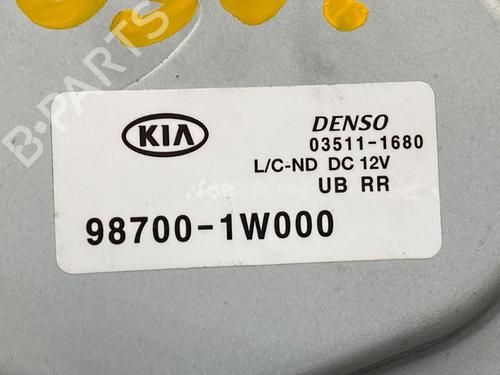 B-PARTS
KIA
DENSO
03511-1680
L/C-ND DC 12V
UB RR
98700-1W000